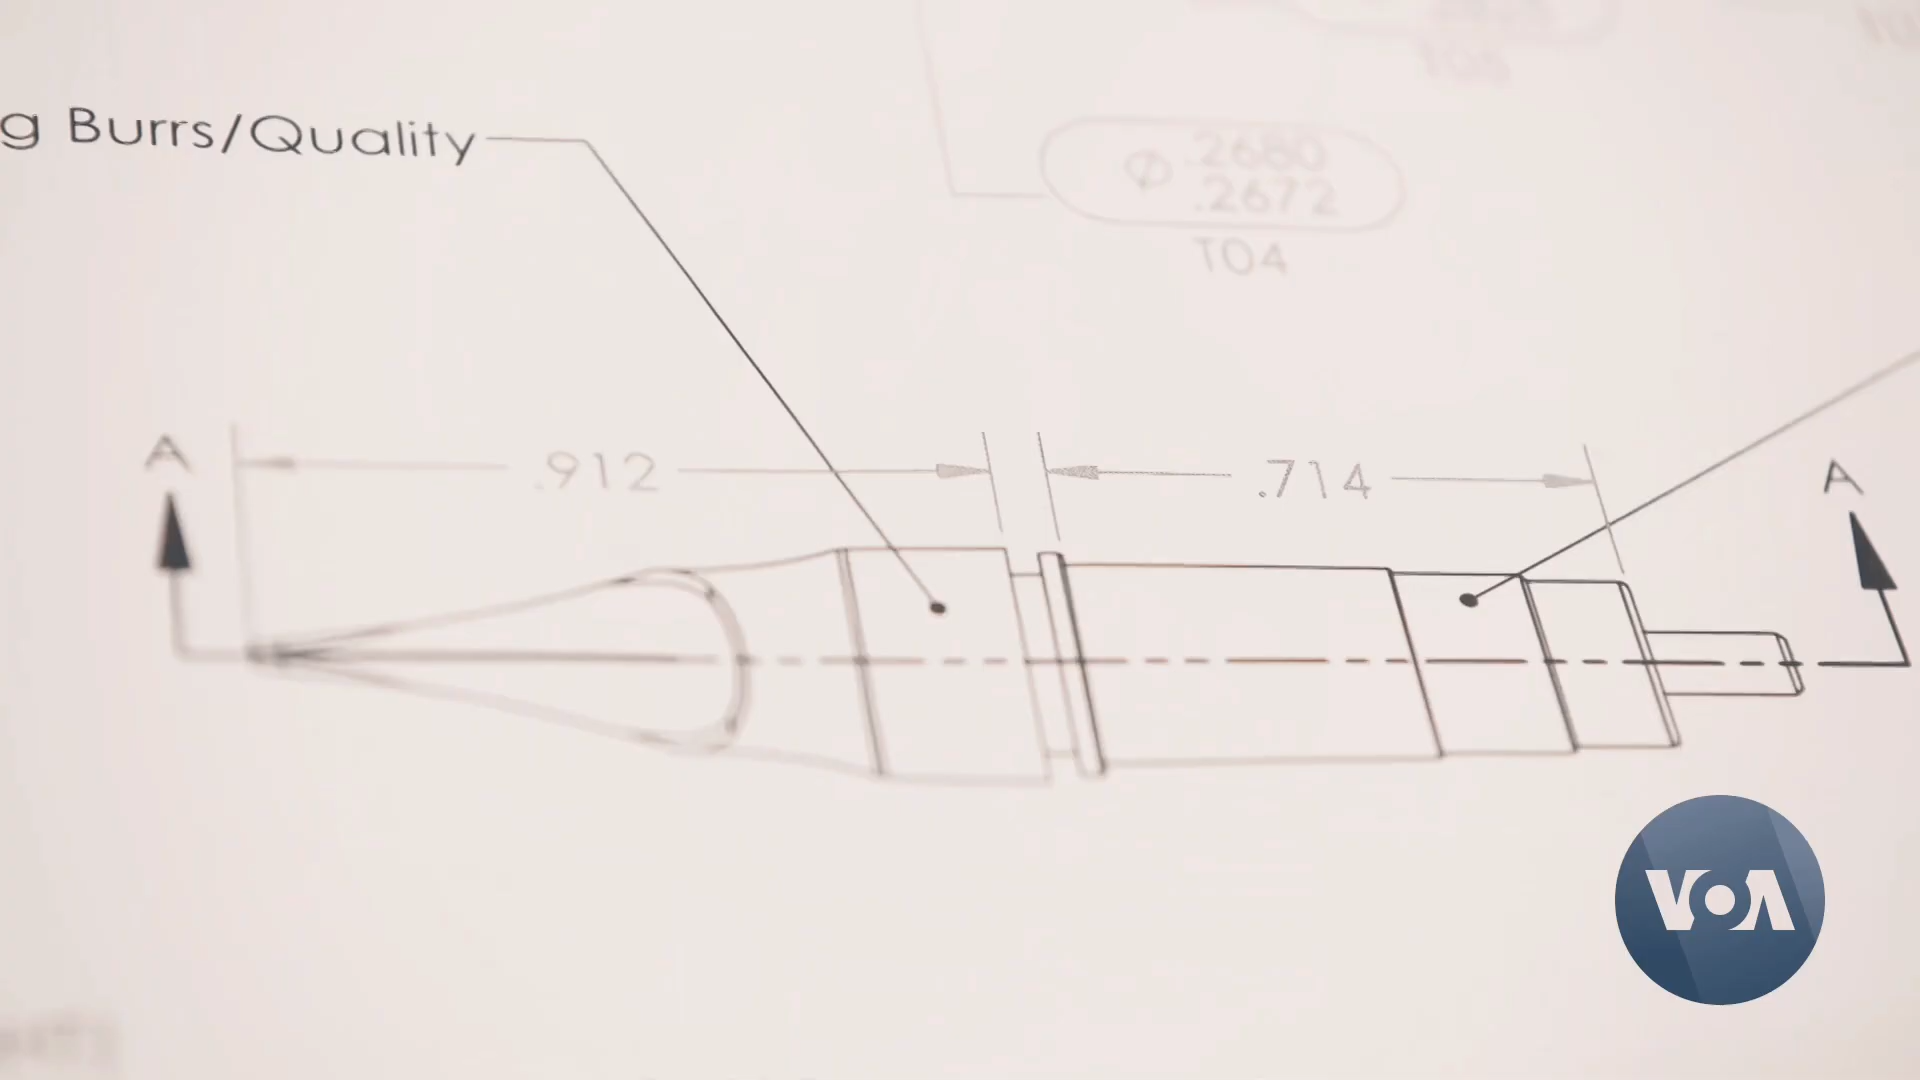 g Burrs/Quality
Ø .2680
.2672
T04
A
.912
.714
A
VOA